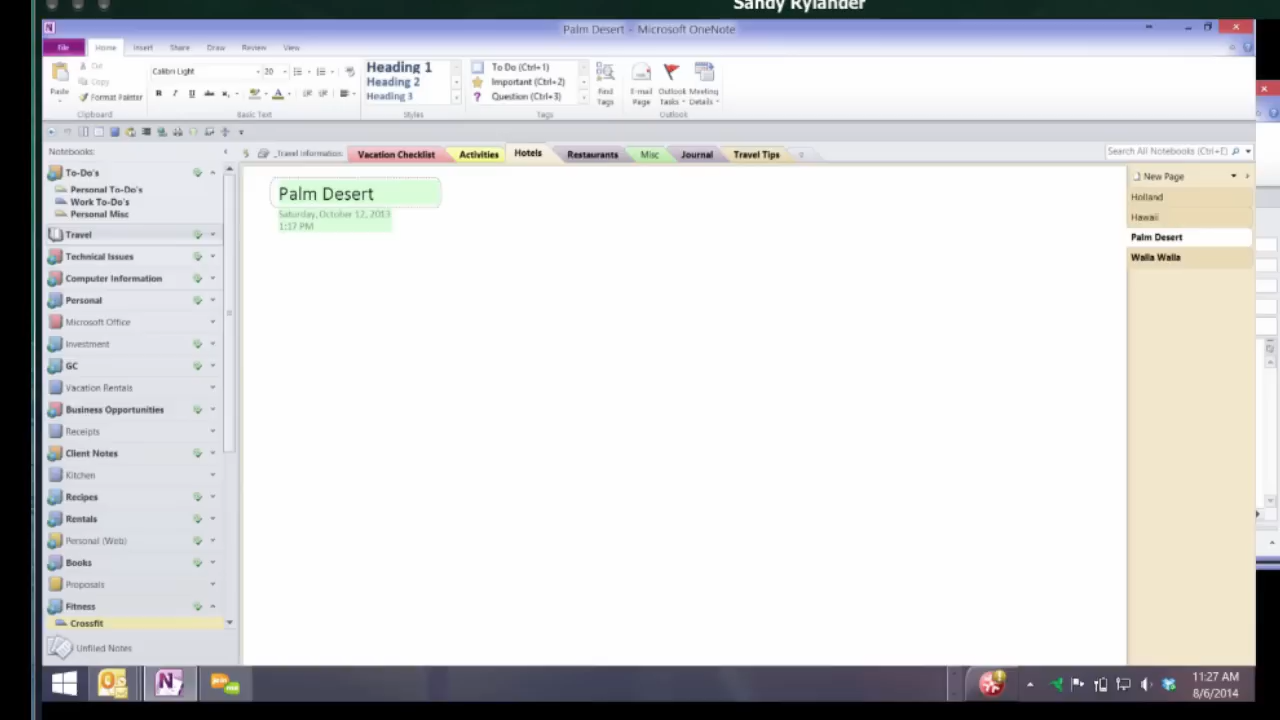 Sandy Rylander
Palm Desert - Microsoft OneNote
File Home Insert Share Draw Review View
Paste
Cut
Copy
Format Painter
Clipboard
Calibri Light 20
B I U abc
Basic Text
Heading 1
Heading 2
Heading 3
Styles
To Do (Ctrl+1)
Important (Ctrl+2)
Question (Ctrl+3)
Tags
Find
Tags
E-mail
Page
Outlook
Tasks
Meeting
Details
Outlook
Notebooks:
_Travel Information:
Vacation Checklist Activities Hotels Restaurants Misc Journal Travel Tips
Search All Notebooks (Ctrl+E)
To-Do's
Personal To-Do's
Work To-Do's
Personal Misc
Travel
Technical Issues
Computer Information
Personal
Microsoft Office
Investment
GC
Vacation Rentals
Business Opportunities
Receipts
Client Notes
Kitchen
Recipes
Rentals
Personal (Web)
Books
Proposals
Fitness
Crossfit
Unfiled Notes
Palm Desert
Saturday, October 12, 2013
1:17 PM
New Page
Holland
Hawaii
Palm Desert
Walla Walla
11:27 AM
8/6/2014